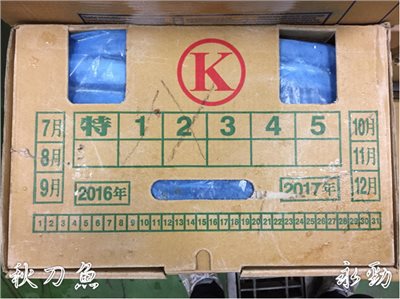 K
7月 特 1 2 3 4 5 10月
8月 11月
9月 2016年 2017年 12月
1 2 3 4 5 6 7 8 9 10 11 12 13 14 15 16 17 18 19 20 21 22 23 24 25 26 27 28 29 30 31
秋刀魚 永勁